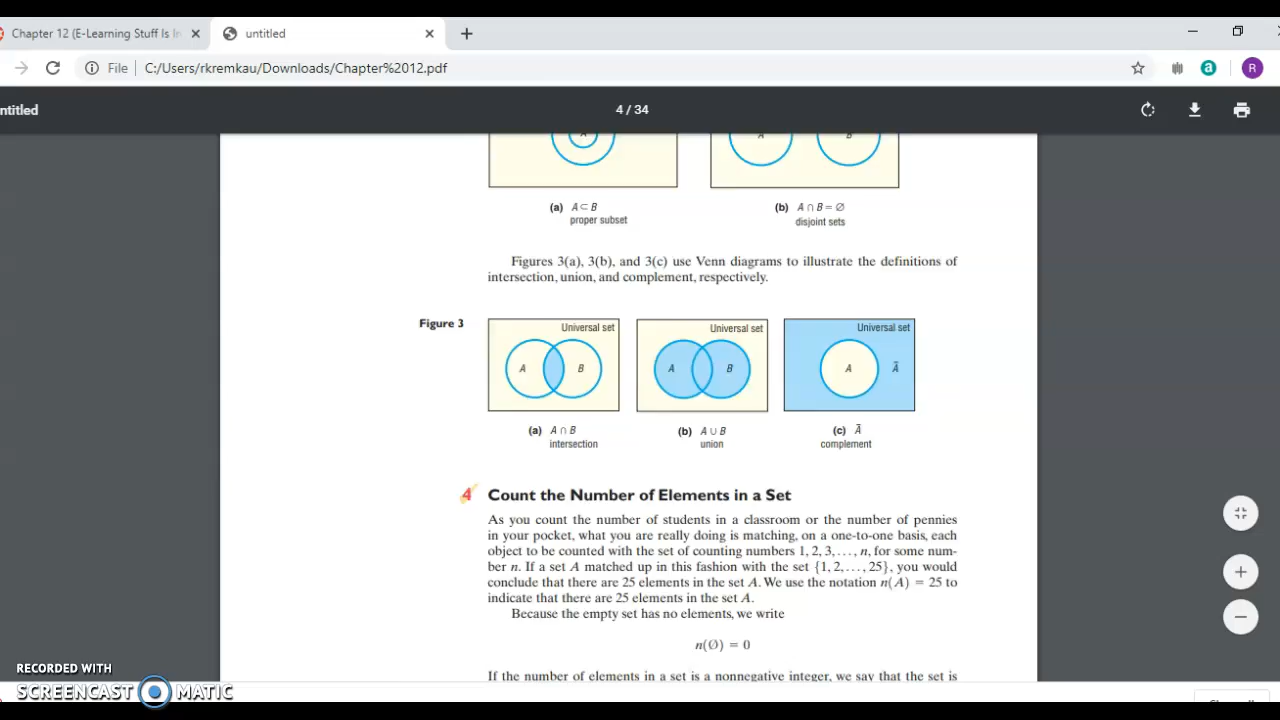 Chapter 12 (E-Learning Stuff Is In
untitled
File C:/Users/rkremkau/Downloads/Chapter%2012.pdf
a
R
ntitled
4 / 34
A B
(a) A ⊂ B
proper subset
(b) A ∩ B = ∅
disjoint sets
Figures 3(a), 3(b), and 3(c) use Venn diagrams to illustrate the definitions of
intersection, union, and complement, respectively.
Figure 3
Universal set
A B
(a) A ∩ B
intersection
Universal set
A B
(b) A ∪ B
union
Universal set
A Ā
(c) Ā
complement
4 Count the Number of Elements in a Set
As you count the number of students in a classroom or the number of pennies
in your pocket, what you are really doing is matching, on a one-to-one basis, each
object to be counted with the set of counting numbers 1, 2, 3, . . . , n, for some num-
ber n. If a set A matched up in this fashion with the set {1, 2, . . . , 25}, you would
conclude that there are 25 elements in the set A. We use the notation n(A) = 25 to
indicate that there are 25 elements in the set A.
Because the empty set has no elements, we write
n(∅) = 0
If the number of elements in a set is a nonnegative integer, we say that the set is
RECORDED WITH
SCREENCAST MATIC